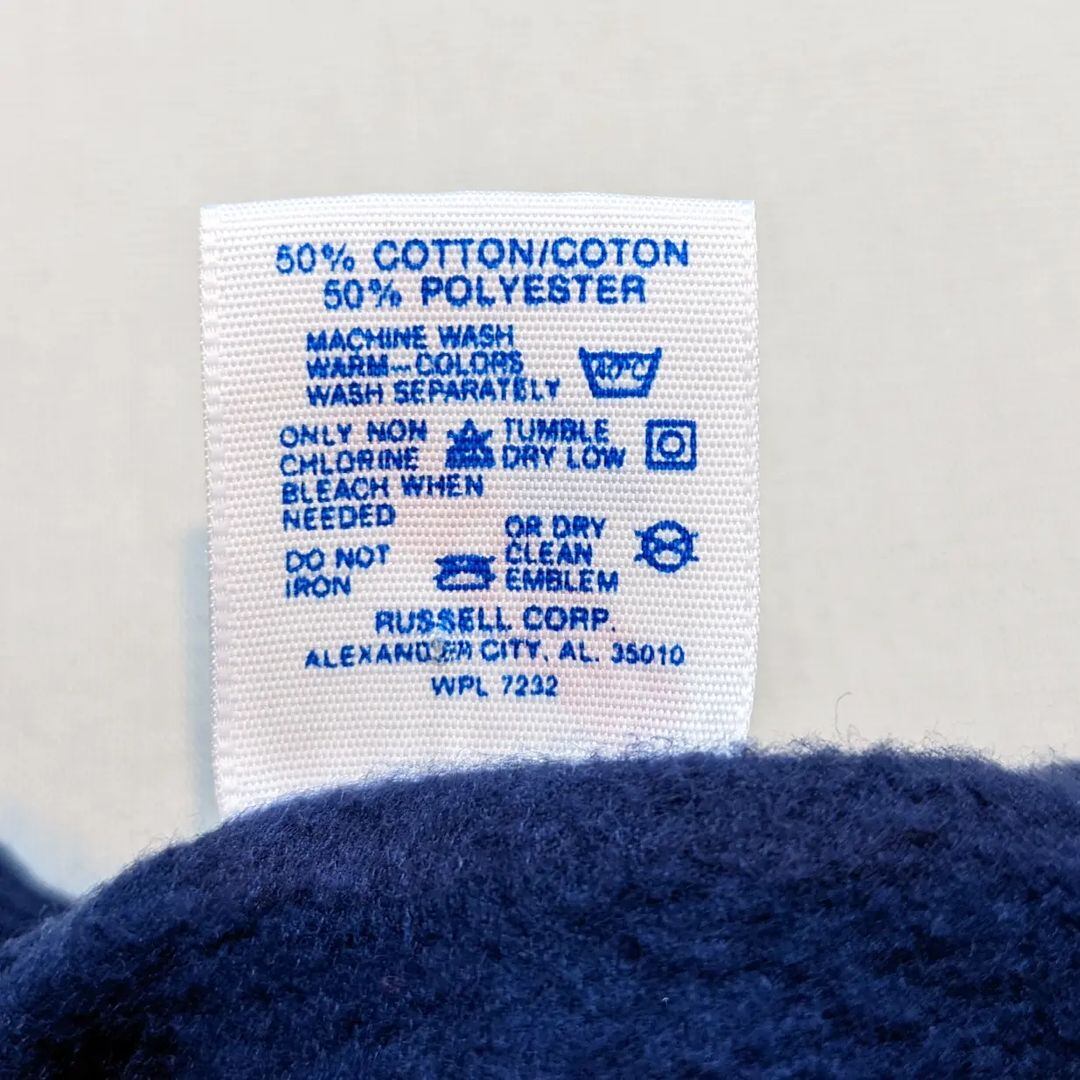 50% COTTON/COTON
50% POLYESTER
MACHINE WASH
WARM—COLORS
WASH SEPARATELY
40°C
ONLY NON
CHLORINE
BLEACH WHEN
NEEDED
TUMBLE
DRY LOW
DO NOT
IRON
OR DRY
CLEAN
EMBLEM
RUSSELL CORP.
ALEXANDER CITY, AL. 35010
WPL 7232